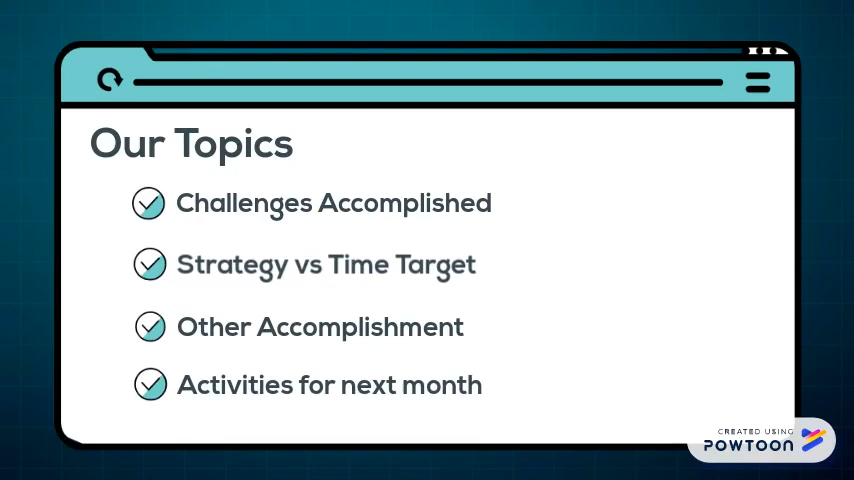 Our Topics
Challenges Accomplished
Strategy vs Time Target
Other Accomplishment
Activities for next month
CREATED USING
POWTOON